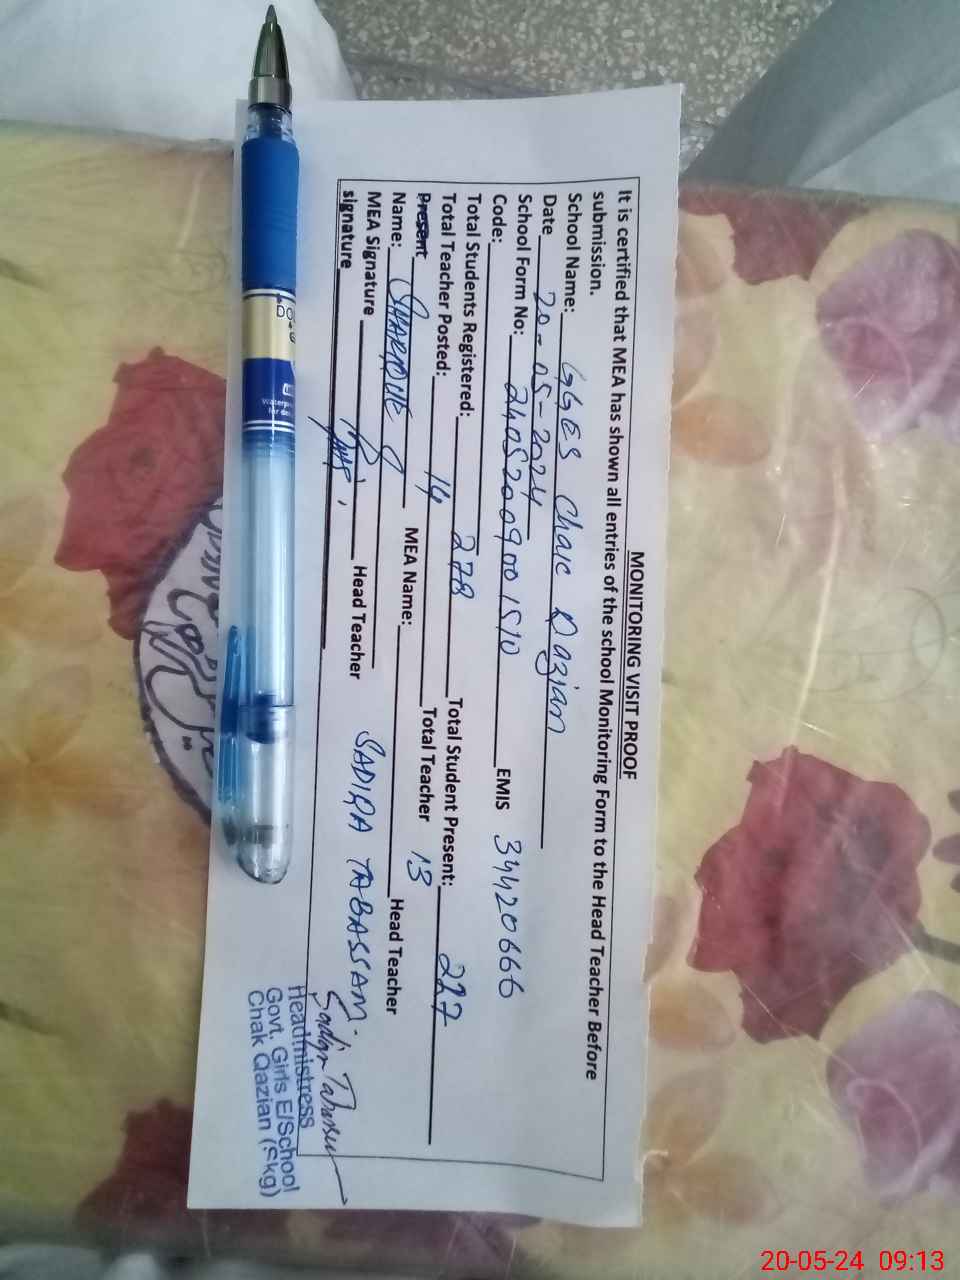 MONITORING VISIT PROOF
It is certified that MEA has shown all entries of the school Monitoring Form to the Head Teacher Before
submission.
School Name: GGES Chak Qazian
Date 20-05-2024
School Form No: 24052009001510 EMIS 34420666
Code:
Total Students Registered: 278 Total Student Present: 227
Total Teacher Posted: 14 Total Teacher 13
Present
Name: MEA Name: Head Teacher
SADIRA TABASSAM.
MEA Signature Head Teacher
signature
Headmistress
Govt. Girls E/School
Chak Qazian (Skg)
Waterproof
20-05-24 09:13